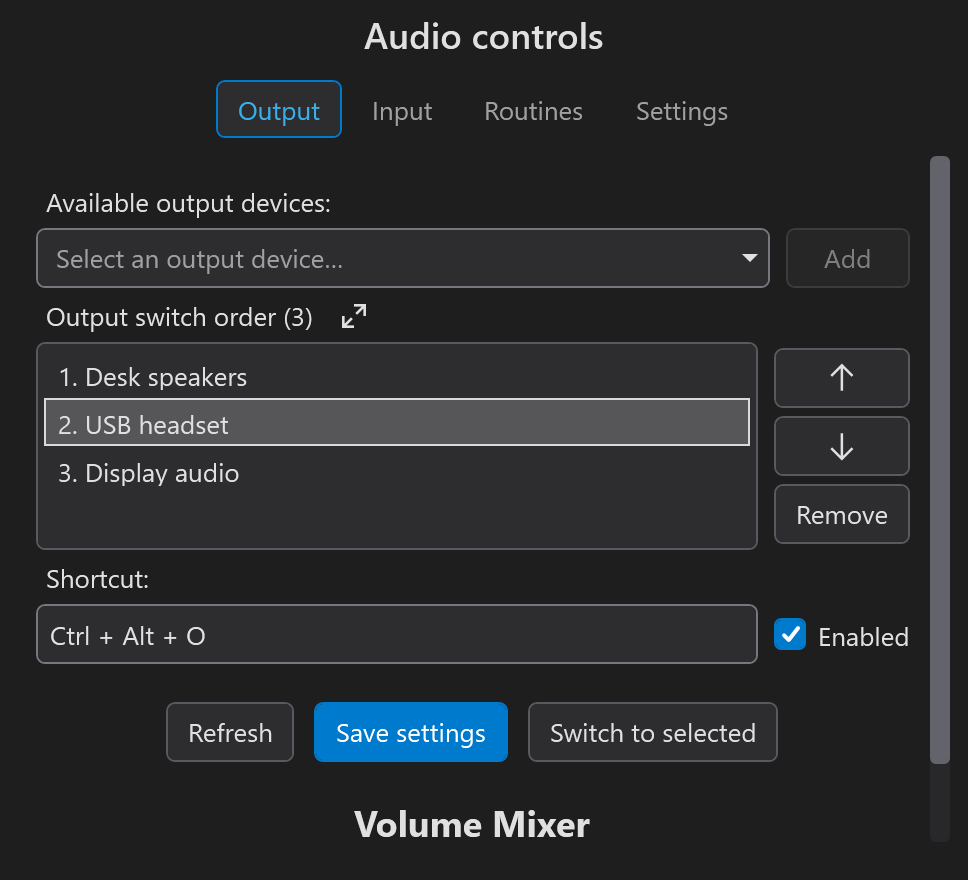 Audio controls
Output Input Routines Settings
Available output devices:
Select an output device... Add
Output switch order (3)
1. Desk speakers
2. USB headset
3. Display audio
Remove
Shortcut:
Ctrl + Alt + O Enabled
Refresh Save settings Switch to selected
Volume Mixer